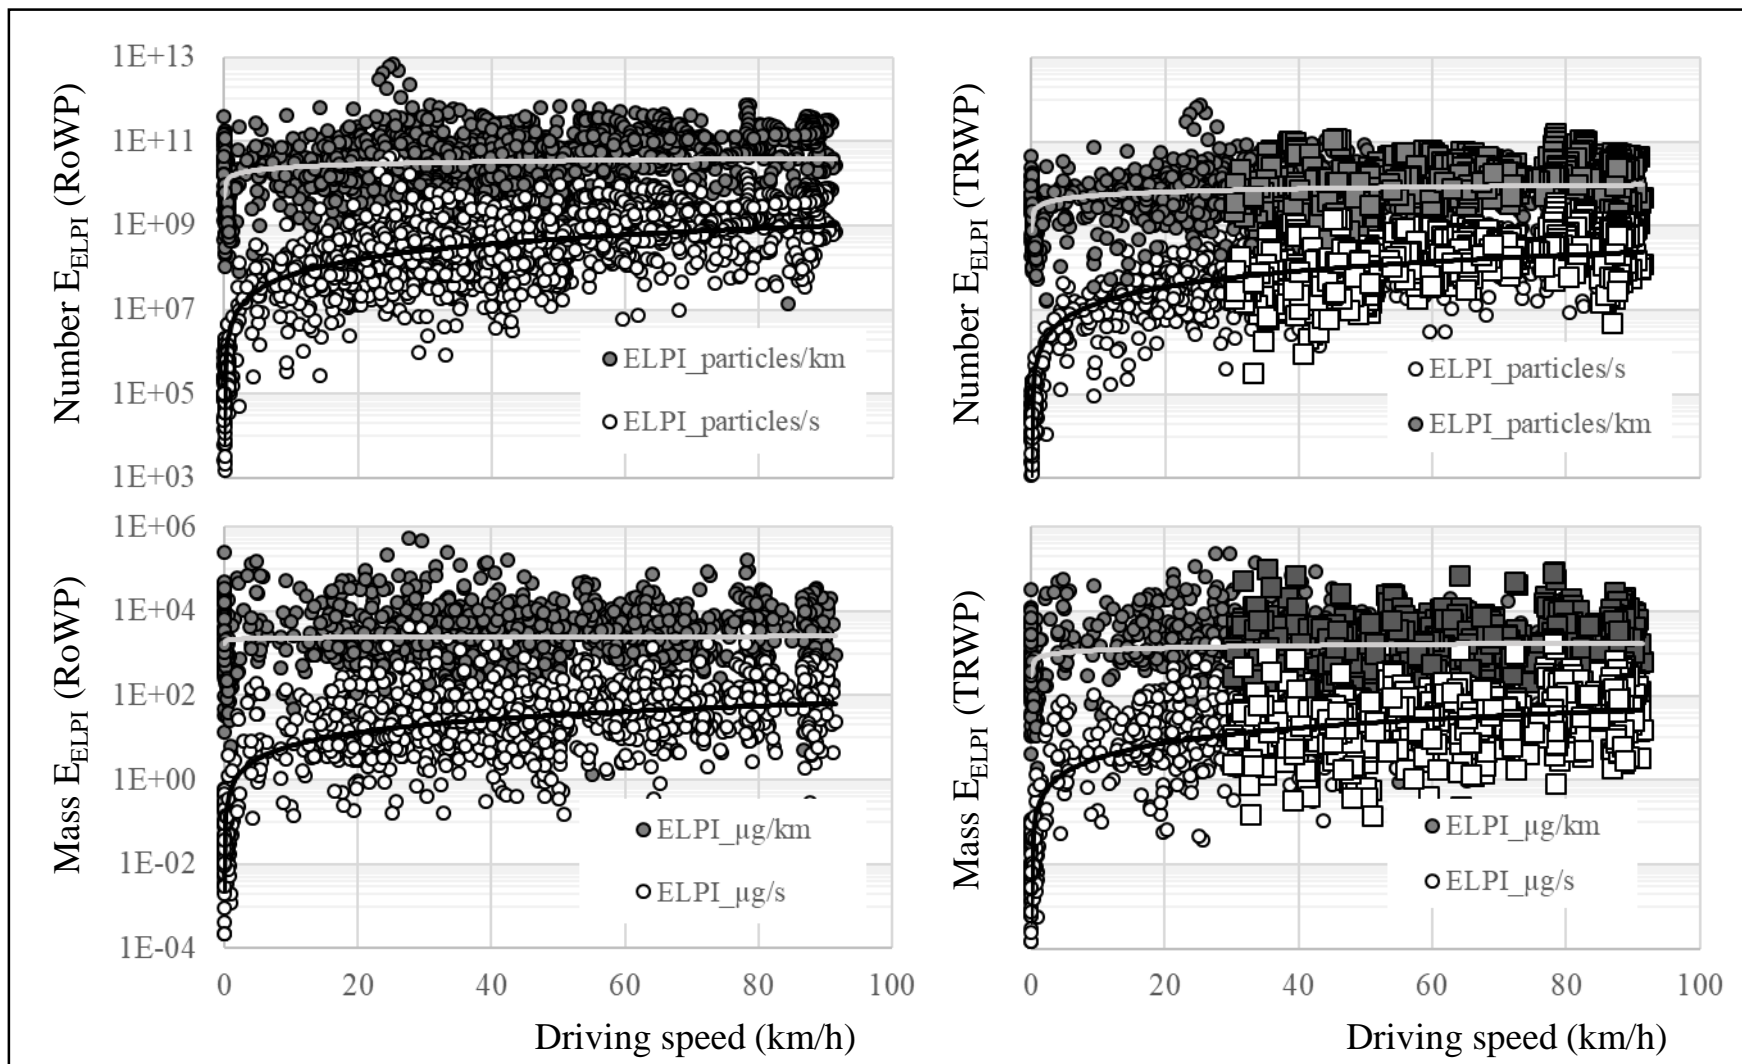 Number E_ELPI (RoWP)
1E+13
1E+11
1E+09
1E+07
1E+05
1E+03
ELPI_particles/km
ELPI_particles/s
Number E_ELPI (TRWP)
ELPI_particles/s
ELPI_particles/km
Mass E_ELPI (RoWP)
1E+06
1E+04
1E+02
1E+00
1E-02
1E-04
ELPI_µg/km
ELPI_µg/s
0 20 40 60 80 100
Driving speed (km/h)
Mass E_ELPI (TRWP)
ELPI_µg/km
ELPI_µg/s
0 20 40 60 80 100
Driving speed (km/h)